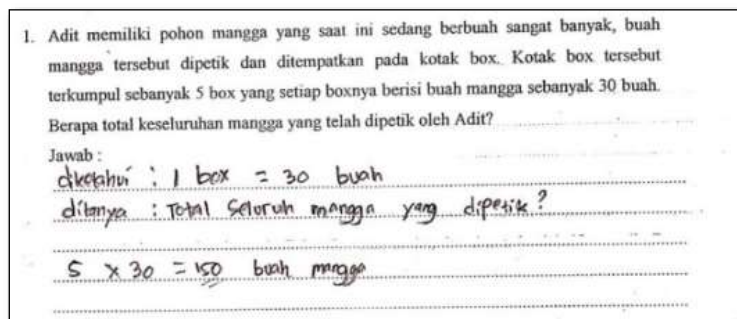 1. Adit memiliki pohon mangga yang saat ini sedang berbuah sangat banyak, buah
mangga tersebut dipetik dan ditempatkan pada kotak box. Kotak box tersebut
terkumpul sebanyak 5 box yang setiap boxnya berisi buah mangga sebanyak 30 buah.
Berapa total keseluruhan mangga yang telah dipetik oleh Adit?
Jawab :
diketahui : 1 box = 30 buah
ditanya : Total seluruh mangga yang dipetik?
5 x 30 = 150 buah mangga